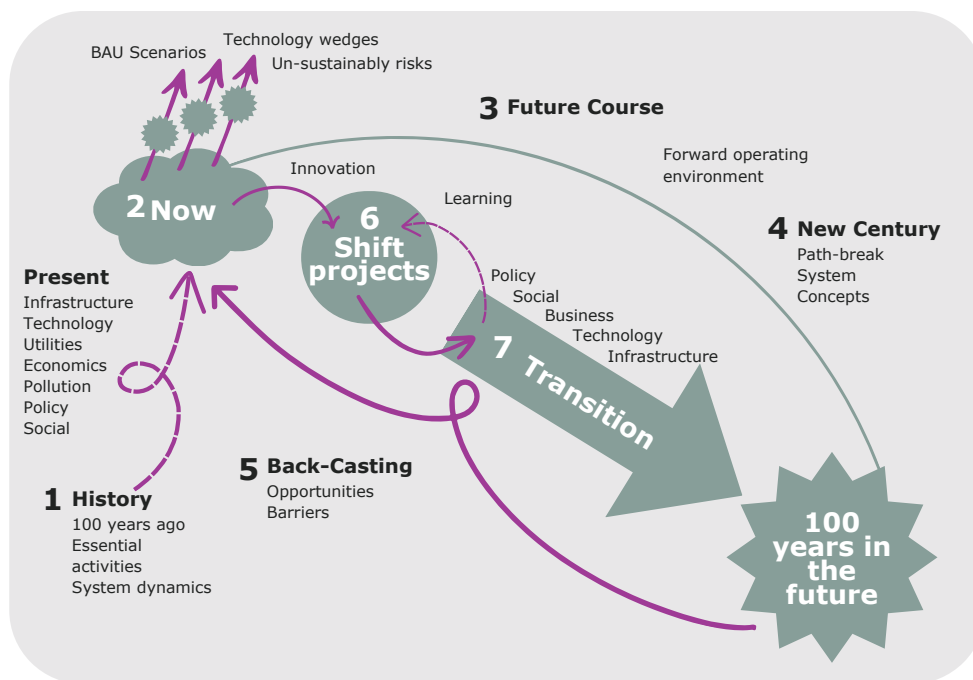 BAU Scenarios
Technology wedges
Un-sustainably risks
3 Future Course
Forward operating
environment
Innovation
Learning
2 Now
6
Shift
projects
4 New Century
Path-break
System
Concepts
Present
Infrastructure
Technology
Utilities
Economics
Pollution
Policy
Social
Policy
Social
Business
Technology
Infrastructure
7 Transition
5 Back-Casting
Opportunities
Barriers
1 History
100 years ago
Essential
activities
System dynamics
100
years in
the
future